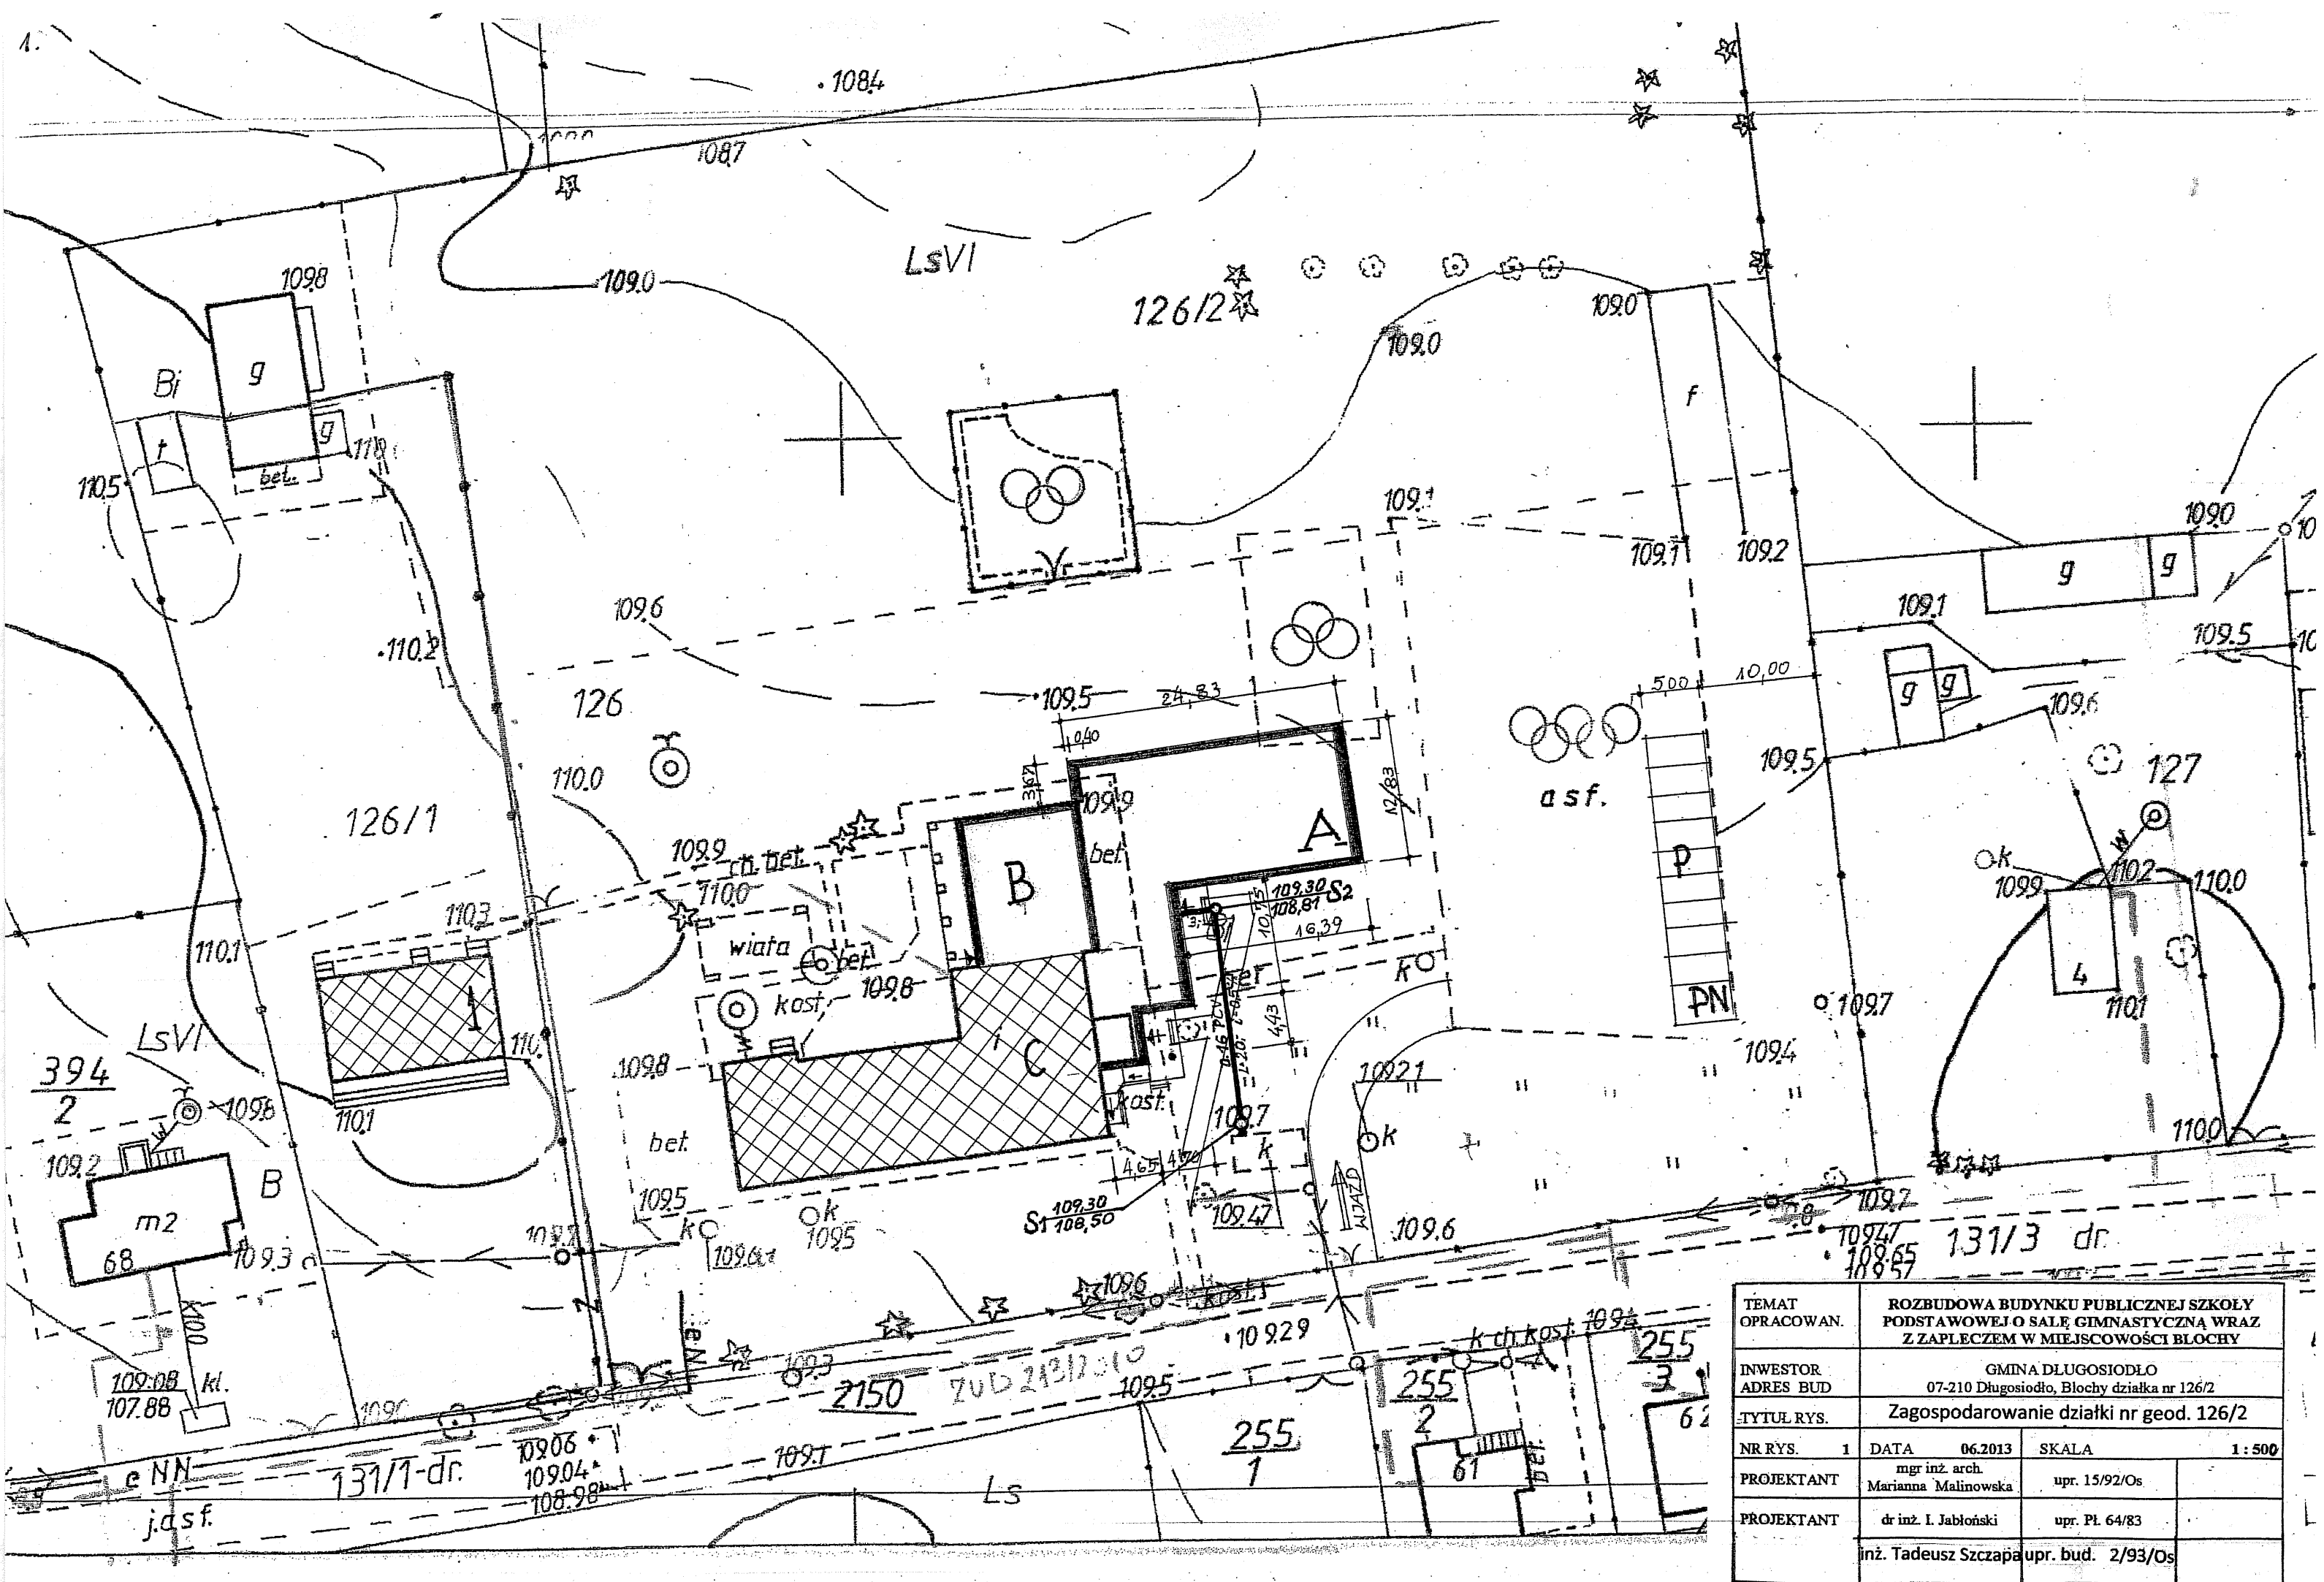 1.
108.4
108.7
LsVI
109.8
109.0
126/2
109.0
109.0
g
Bi
f
t
g
bet.
110.5
109.1
109.0
109.1
109.2
g
g
109.6
109.1
109.5
.110.2
126
109.5
24,83
5,00
10,00
g
g
109.6
0,40
110.0
3,67
109.5
127
126/1
109.9
12,83
asf.
A
109.9
ch. bet.
B
bet.
P
w
k
110.2
110.0
110.0
109.9
110.3
109,30
108,81
S2
10,75
16,39
110.1
wiata
bet.
k
4
1
109.8
PN
109.7
kost.
110.1
LsVI
w
i
C
4,43
394
2
109.8
109.4
109.21
109.8
kost.
109.7
110.1
k
k
110.0
109.2
w
bet.
B
4,65
4,70
WJAZD
m2
109.5
k
S1
109,30
108,50
109.47
109.7
68
109.3
k
109.5
109.6
109.47
109.65
109.57
131/3 dr.
109.6
kost.
N
eN
109.29
k ch. kost.
109.3
ZUD 213/2010
255
3
109.08
107.88
kl.
2150
109.5
255
2
62
109.06
109.04
108.98
109.1
255
1
61
bet.
e NN
131/1-dr.
j.asf.
Ls
TEMAT OPRACOWAN.
ROZBUDOWA BUDYNKU PUBLICZNEJ SZKOŁY
PODSTAWOWEJ O SALĘ GIMNASTYCZNĄ WRAZ
Z ZAPLECZEM W MIEJSCOWOŚCI BLOCHY
INWESTOR
ADRES BUD
GMINA DŁUGOSIODŁO
07-210 Długosiodło, Blochy działka nr 126/2
TYTUŁ RYS.
Zagospodarowanie działki nr geod. 126/2
NR RYS. 1 DATA 06.2013 SKALA 1 : 500
PROJEKTANT
mgr inż. arch.
Marianna Malinowska
upr. 15/92/Os
PROJEKTANT
dr inż. I. Jabłoński
upr. Pł. 64/83
inż. Tadeusz Szczapa upr. bud. 2/93/Os